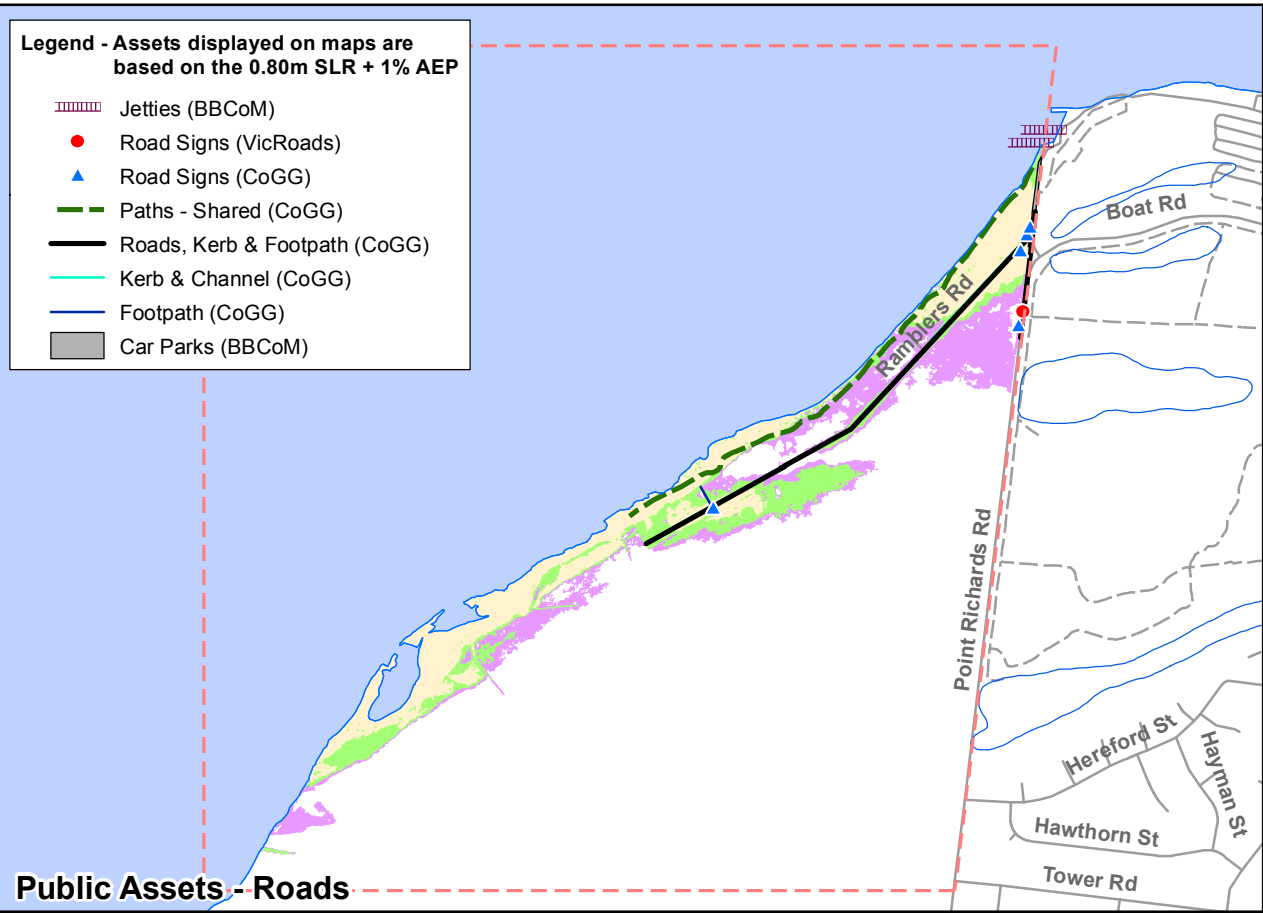 Legend - Assets displayed on maps are
based on the 0.80m SLR + 1% AEP
Jetties (BBCoM)
Road Signs (VicRoads)
Road Signs (CoGG)
Paths - Shared (CoGG)
Roads, Kerb & Footpath (CoGG)
Kerb & Channel (CoGG)
Footpath (CoGG)
Car Parks (BBCoM)
Boat Rd
Ramblers Rd
Point Richards Rd
Hereford St
Hayman St
Hawthorn St
Tower Rd
Public Assets - Roads